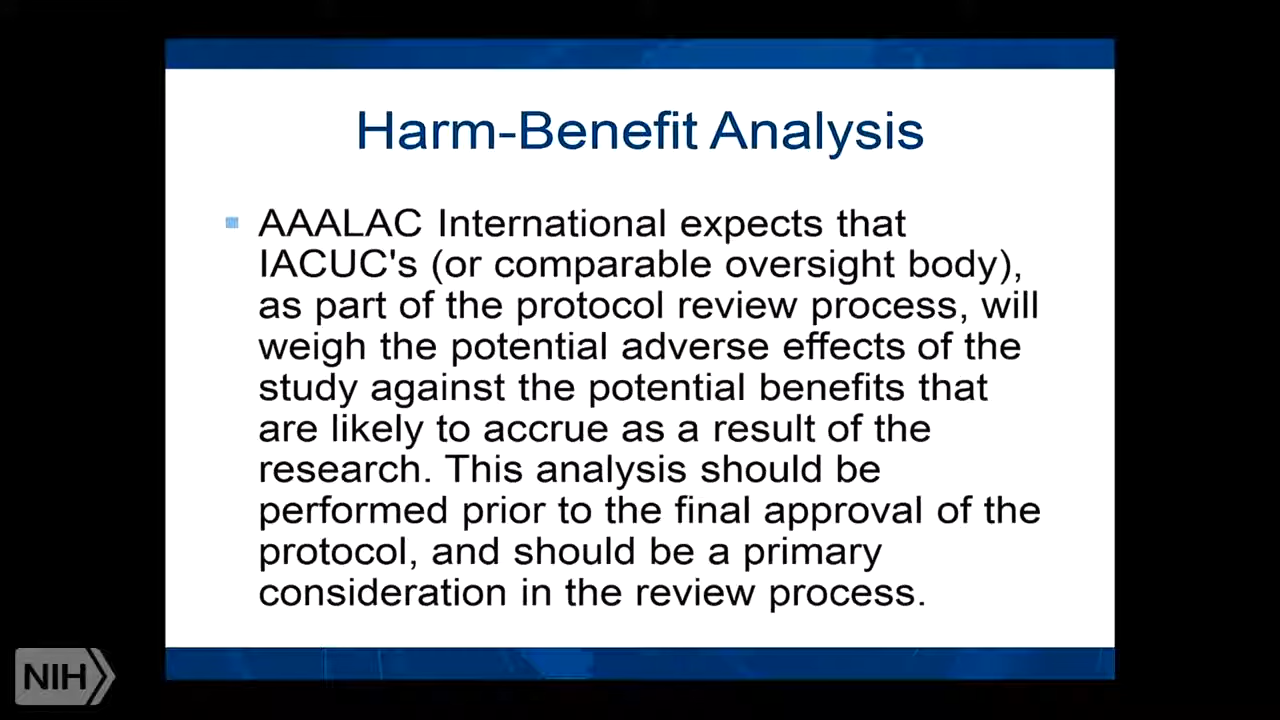 Harm-Benefit Analysis
AAALAC International expects that
IACUC's (or comparable oversight body),
as part of the protocol review process, will
weigh the potential adverse effects of the
study against the potential benefits that
are likely to accrue as a result of the
research. This analysis should be
performed prior to the final approval of the
protocol, and should be a primary
consideration in the review process.
NIH